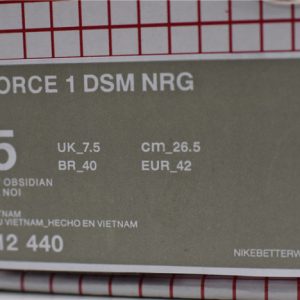 ORCE 1 DSM NRG
5
UK_7.5 cm_26.5
BR_40 EUR_42
OBSIDIAN
NOI
TNAM
U VIETNAM_HECHO EN VIETNAM
12 440
NIKEBETTERW